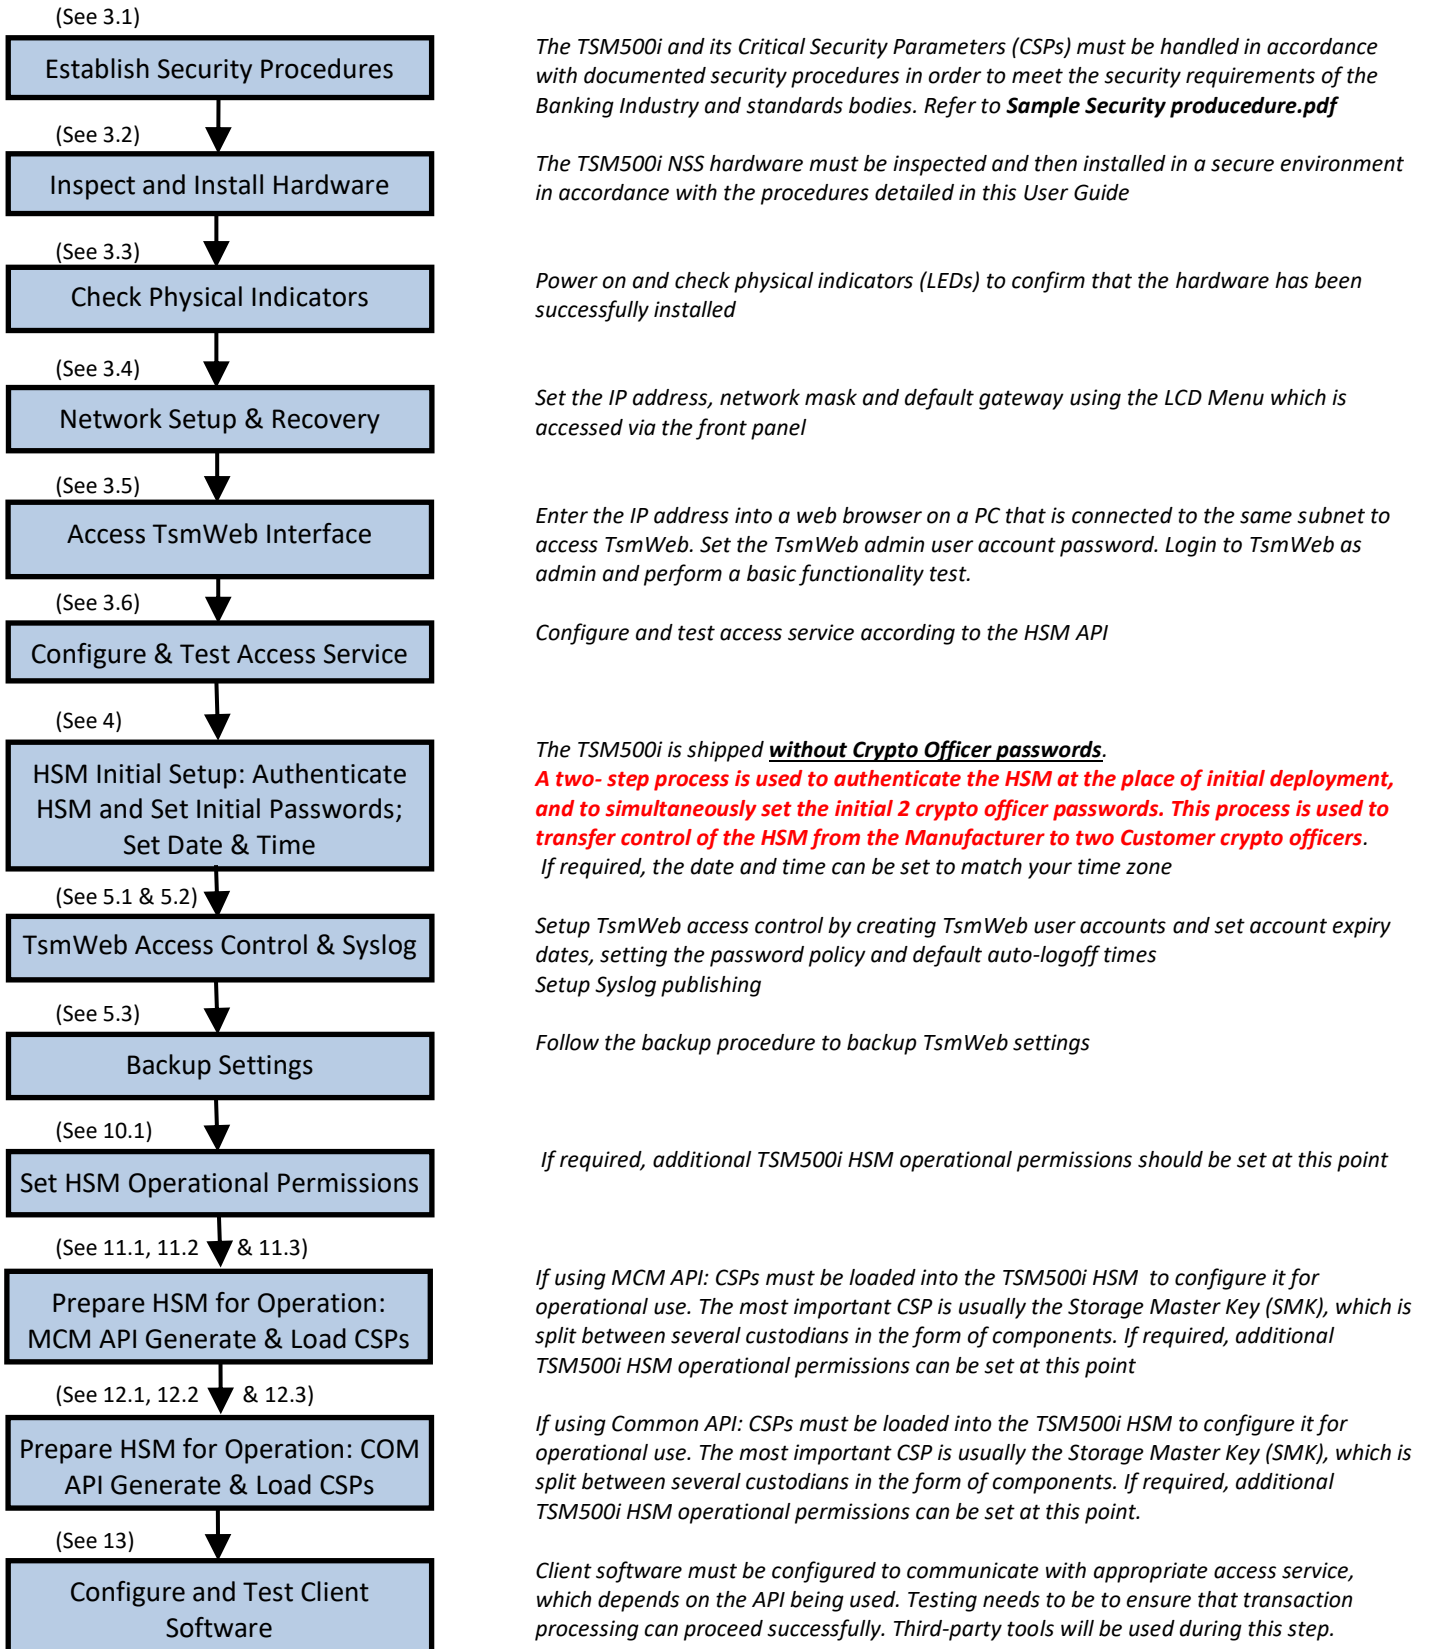 (See 3.1)
Establish Security Procedures
The TSM500i and its Critical Security Parameters (CSPs) must be handled in accordance
with documented security procedures in order to meet the security requirements of the
Banking Industry and standards bodies. Refer to Sample Security producedure.pdf
(See 3.2)
Inspect and Install Hardware
The TSM500i NSS hardware must be inspected and then installed in a secure environment
in accordance with the procedures detailed in this User Guide
(See 3.3)
Check Physical Indicators
Power on and check physical indicators (LEDs) to confirm that the hardware has been
successfully installed
(See 3.4)
Network Setup & Recovery
Set the IP address, network mask and default gateway using the LCD Menu which is
accessed via the front panel
(See 3.5)
Access TsmWeb Interface
Enter the IP address into a web browser on a PC that is connected to the same subnet to
access TsmWeb. Set the TsmWeb admin user account password. Login to TsmWeb as
admin and perform a basic functionality test.
(See 3.6)
Configure & Test Access Service
Configure and test access service according to the HSM API
(See 4)
HSM Initial Setup: Authenticate
HSM and Set Initial Passwords;
Set Date & Time
The TSM500i is shipped without Crypto Officer passwords.
A two- step process is used to authenticate the HSM at the place of initial deployment,
and to simultaneously set the initial 2 crypto officer passwords. This process is used to
transfer control of the HSM from the Manufacturer to two Customer crypto officers.
If required, the date and time can be set to match your time zone
(See 5.1 & 5.2)
TsmWeb Access Control & Syslog
Setup TsmWeb access control by creating TsmWeb user accounts and set account expiry
dates, setting the password policy and default auto-logoff times
Setup Syslog publishing
(See 5.3)
Backup Settings
Follow the backup procedure to backup TsmWeb settings
(See 10.1)
Set HSM Operational Permissions
If required, additional TSM500i HSM operational permissions should be set at this point
(See 11.1, 11.2 & 11.3)
Prepare HSM for Operation:
MCM API Generate & Load CSPs
If using MCM API: CSPs must be loaded into the TSM500i HSM to configure it for
operational use. The most important CSP is usually the Storage Master Key (SMK), which is
split between several custodians in the form of components. If required, additional
TSM500i HSM operational permissions can be set at this point
(See 12.1, 12.2 & 12.3)
Prepare HSM for Operation: COM
API Generate & Load CSPs
If using Common API: CSPs must be loaded into the TSM500i HSM to configure it for
operational use. The most important CSP is usually the Storage Master Key (SMK), which is
split between several custodians in the form of components. If required, additional
TSM500i HSM operational permissions can be set at this point.
(See 13)
Configure and Test Client
Software
Client software must be configured to communicate with appropriate access service,
which depends on the API being used. Testing needs to be to ensure that transaction
processing can proceed successfully. Third-party tools will be used during this step.